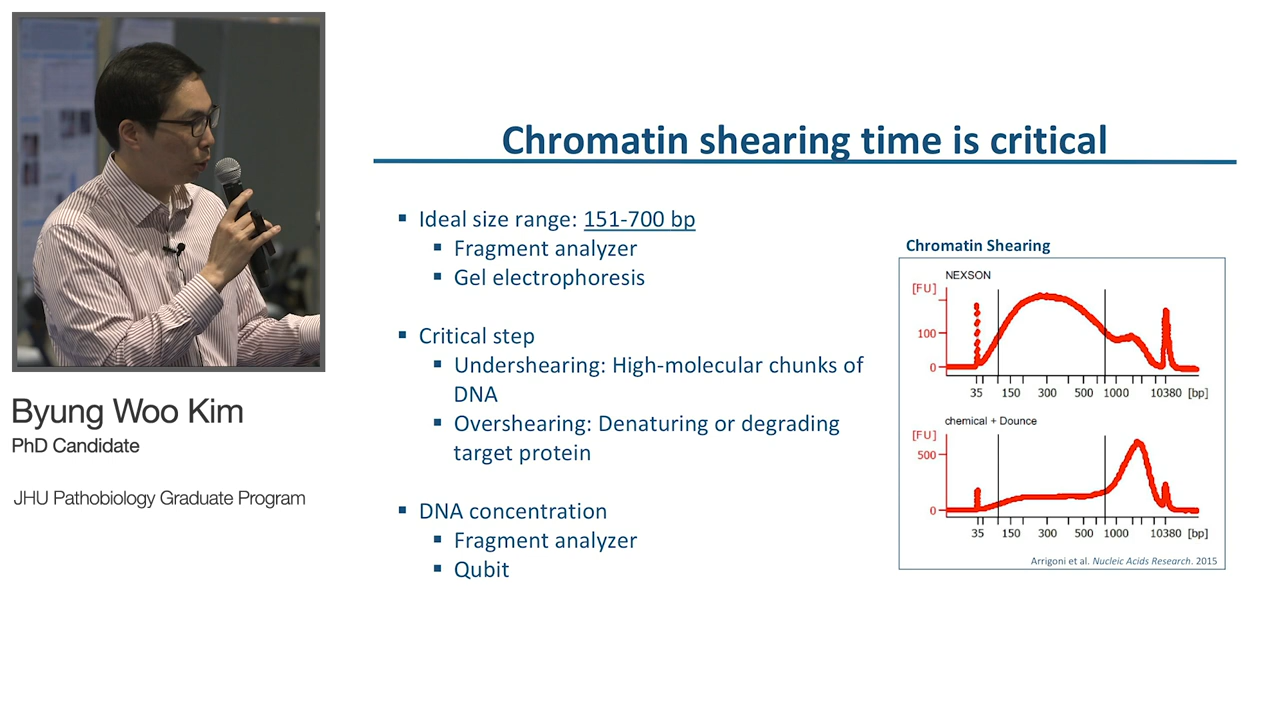 Chromatin shearing time is critical
▪ Ideal size range: 151-700 bp
▪ Fragment analyzer
▪ Gel electrophoresis
▪ Critical step
▪ Undershearing: High-molecular chunks of
DNA
▪ Overshearing: Denaturing or degrading
target protein
▪ DNA concentration
▪ Fragment analyzer
▪ Qubit
Chromatin Shearing
NEXSON
[FU]
100
0
35 150 300 500 1000 10380 [bp]
chemical + Dounce
[FU]
500
0
35 150 300 500 1000 10380 [bp]
Arrigoni et al. Nucleic Acids Research. 2015
Byung Woo Kim
PhD Candidate
JHU Pathobiology Graduate Program